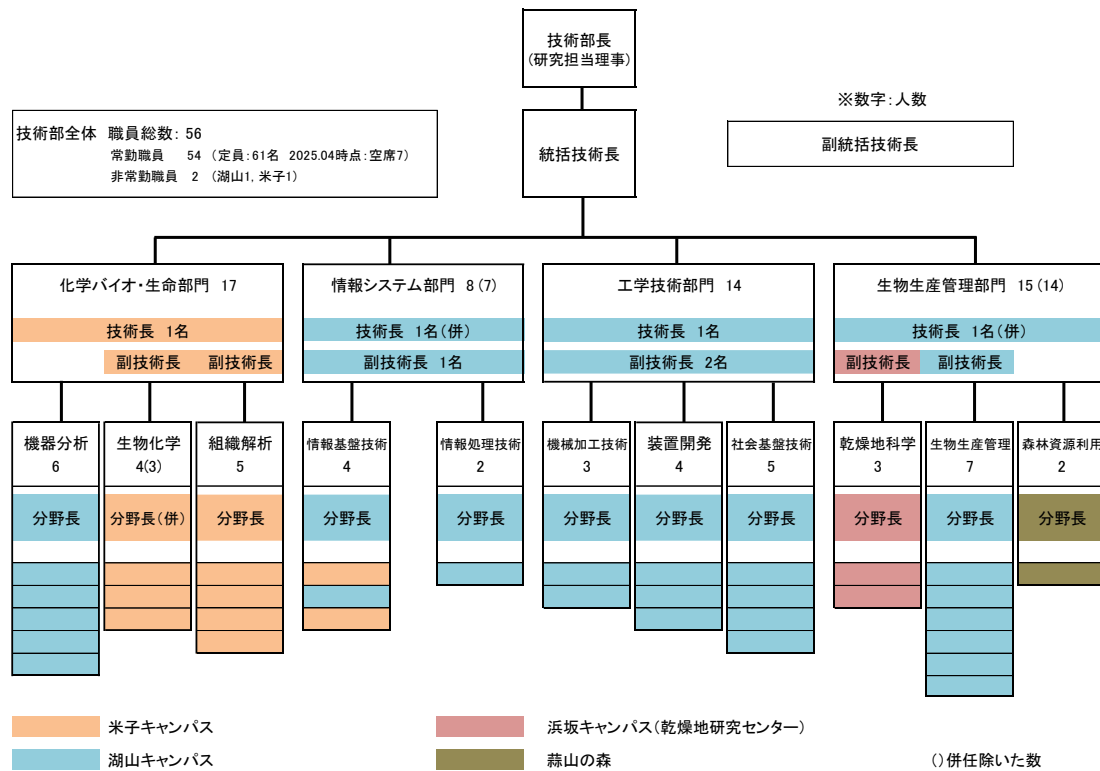 技術部長
(研究担当理事)
※数字:人数
技術部全体 職員総数: 56
常勤職員 54 (定員:61名 2025.04時点:空席7)
非常勤職員 2 (湖山1, 米子1)
統括技術長
副統括技術長
化学バイオ・生命部門 17
技術長 1名
副技術長 副技術長
情報システム部門 8(7)
技術長 1名(併)
副技術長 1名
工学技術部門 14
技術長 1名
副技術長 2名
生物生産管理部門 15(14)
技術長 1名(併)
副技術長 副技術長
機器分析
6
分野長
生物化学
4(3)
分野長(併)
組織解析
5
分野長
情報基盤技術
4
分野長
情報処理技術
2
分野長
機械加工技術
3
分野長
装置開発
4
分野長
社会基盤技術
5
分野長
乾燥地科学
3
分野長
生物生産管理
7
分野長
森林資源利用
2
分野長
米子キャンパス
湖山キャンパス
浜坂キャンパス(乾燥地研究センター)
蒜山の森
()併任除いた数